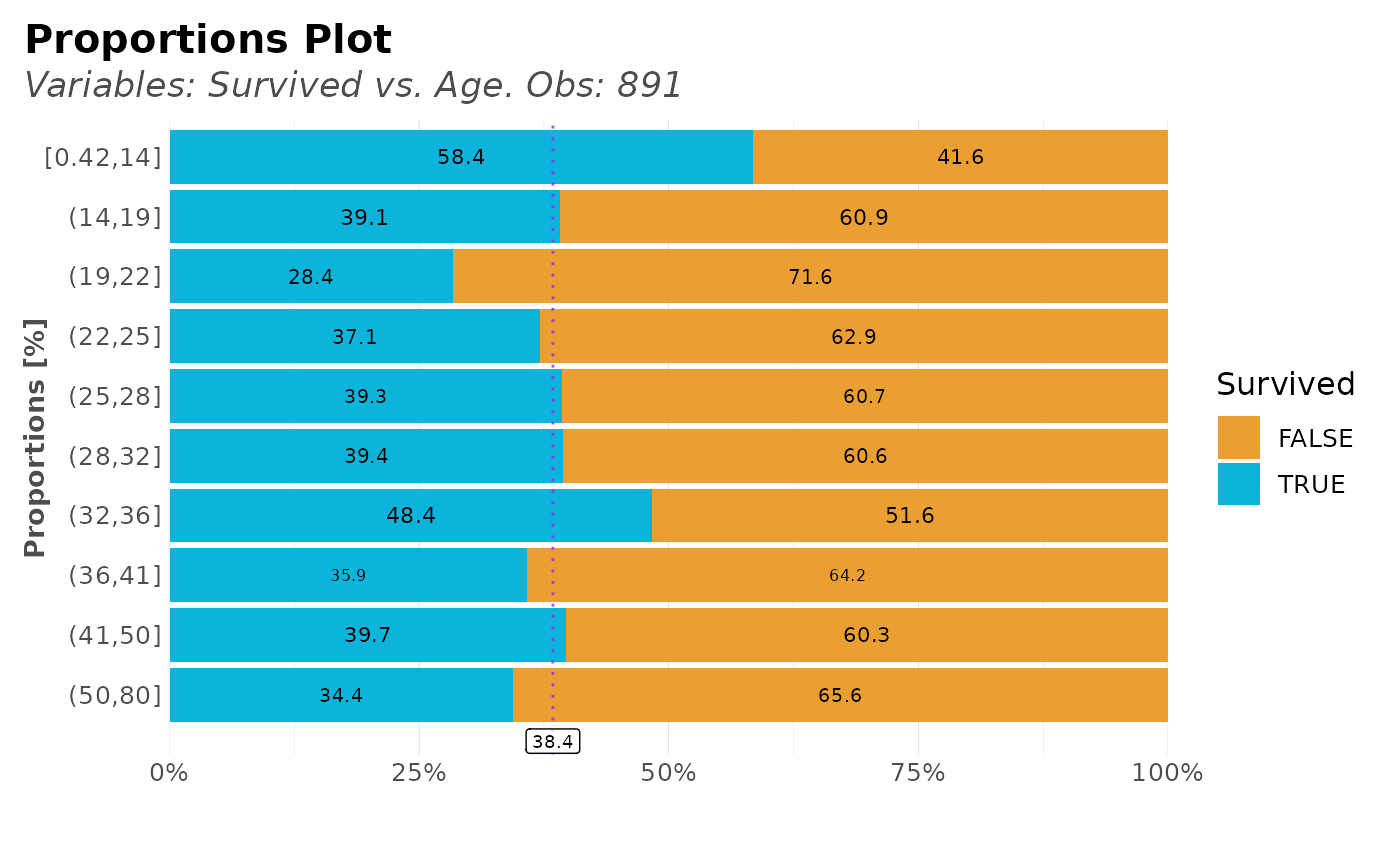 Proportions Plot
Variables: Survived vs. Age. Obs: 891
[0.42,14] 58.4 41.6
(14,19] 39.1 60.9
(19,22] 28.4 71.6
(22,25] 37.1 62.9
(25,28] 39.3 60.7
(28,32] 39.4 60.6
(32,36] 48.4 51.6
(36,41] 35.9 64.2
(41,50] 39.7 60.3
(50,80] 34.4 65.6
38.4
0% 25% 50% 75% 100%
Proportions [%]
Survived
FALSE
TRUE